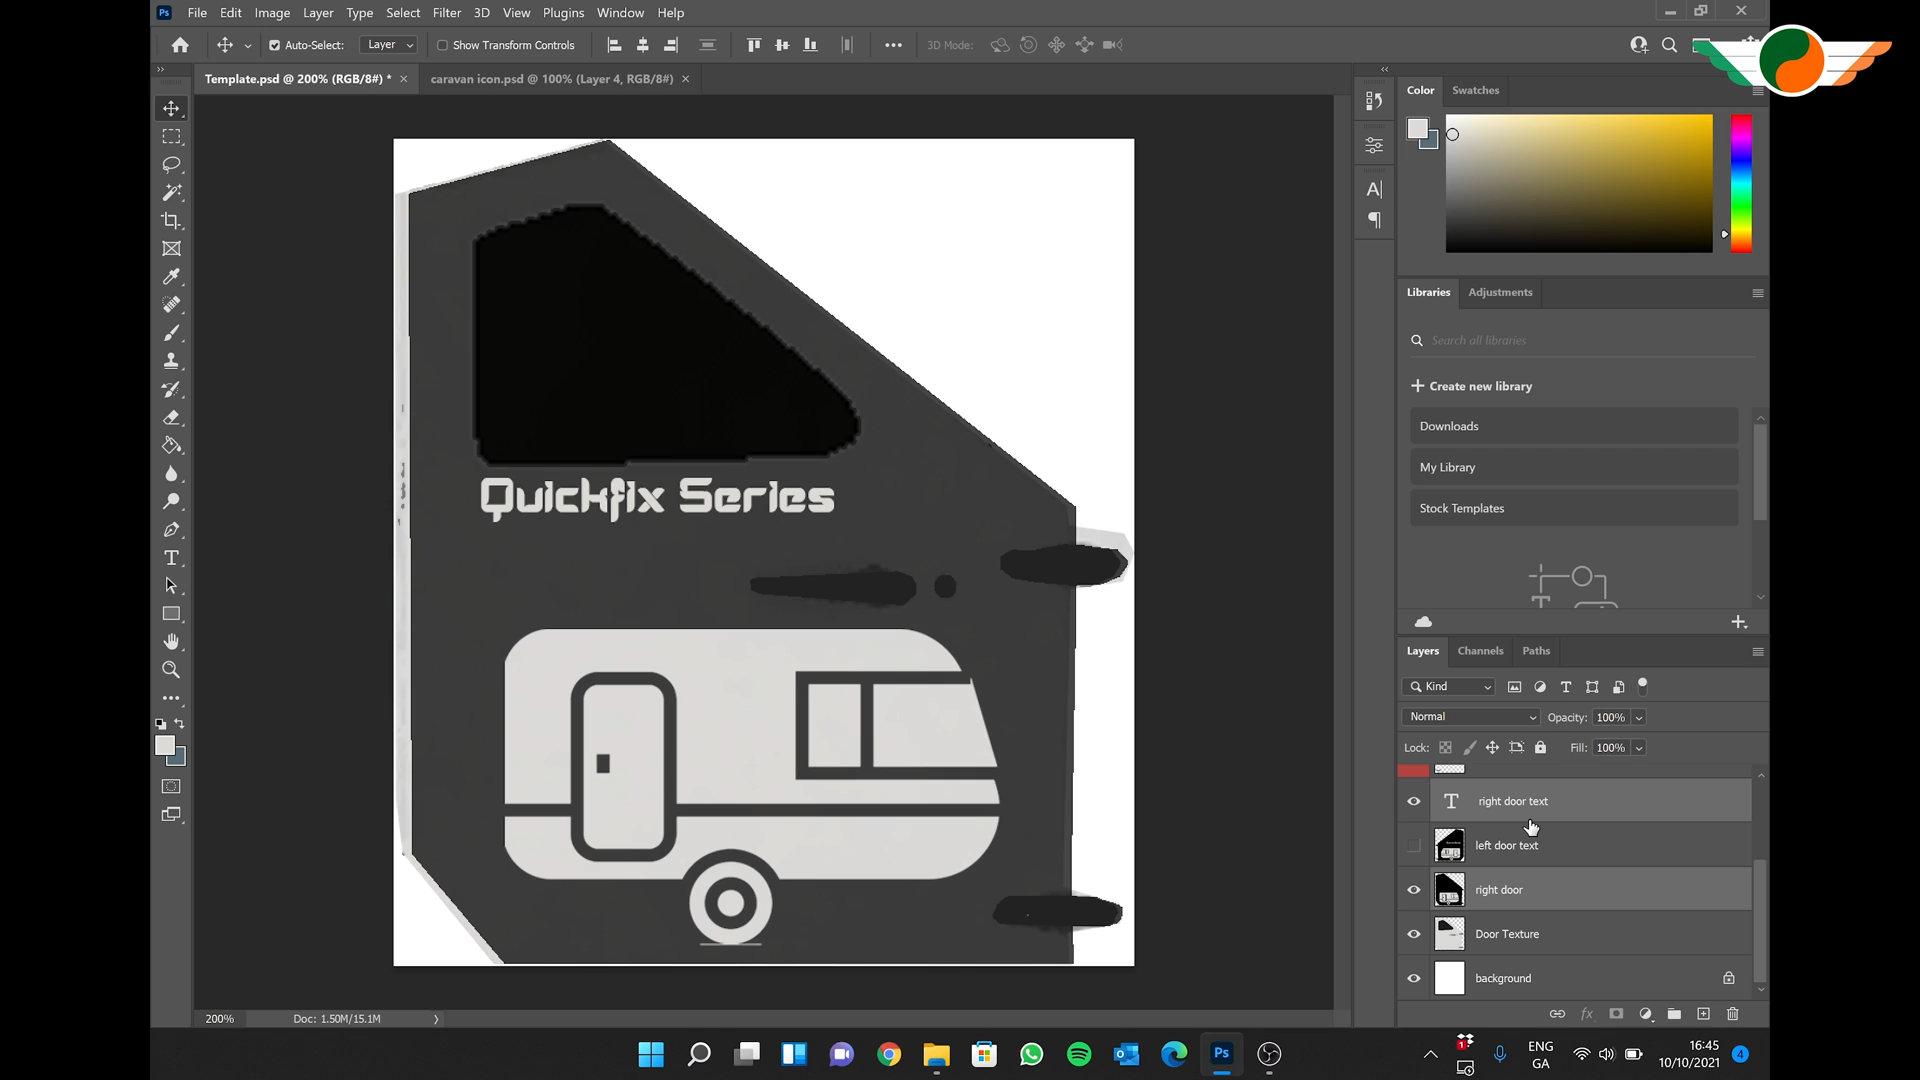 Ps File Edit Image Layer Type Select Filter 3D View Plugins Window Help
Auto-Select: Layer Show Transform Controls 3D Mode:
Template.psd @ 200% (RGB/8#) * caravan icon.psd @ 100% (Layer 4, RGB/8#)
Color Swatches
Libraries Adjustments
Search all libraries
Create new library
Downloads
My Library
Stock Templates
Quickfix Series
Layers Channels Paths
Kind
Normal Opacity: 100%
Lock: Fill: 100%
right door text
left door text
right door
Door Texture
background
200% Doc: 1.50M/15.1M
Ps
ENG
GA
16:45
10/10/2021
4
1